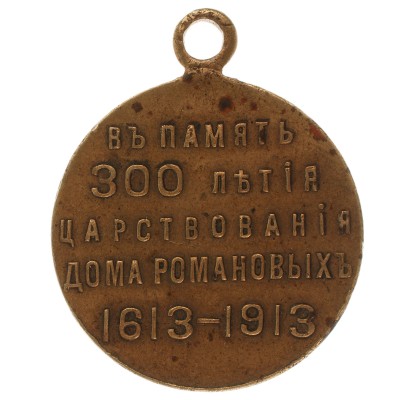 ВЪ ПАМЯТЬ
300 ЛѢТІЯ
ЦАРСТВОВАНІЯ
ДОМА РОМАНОВЫХЪ
1613-1913